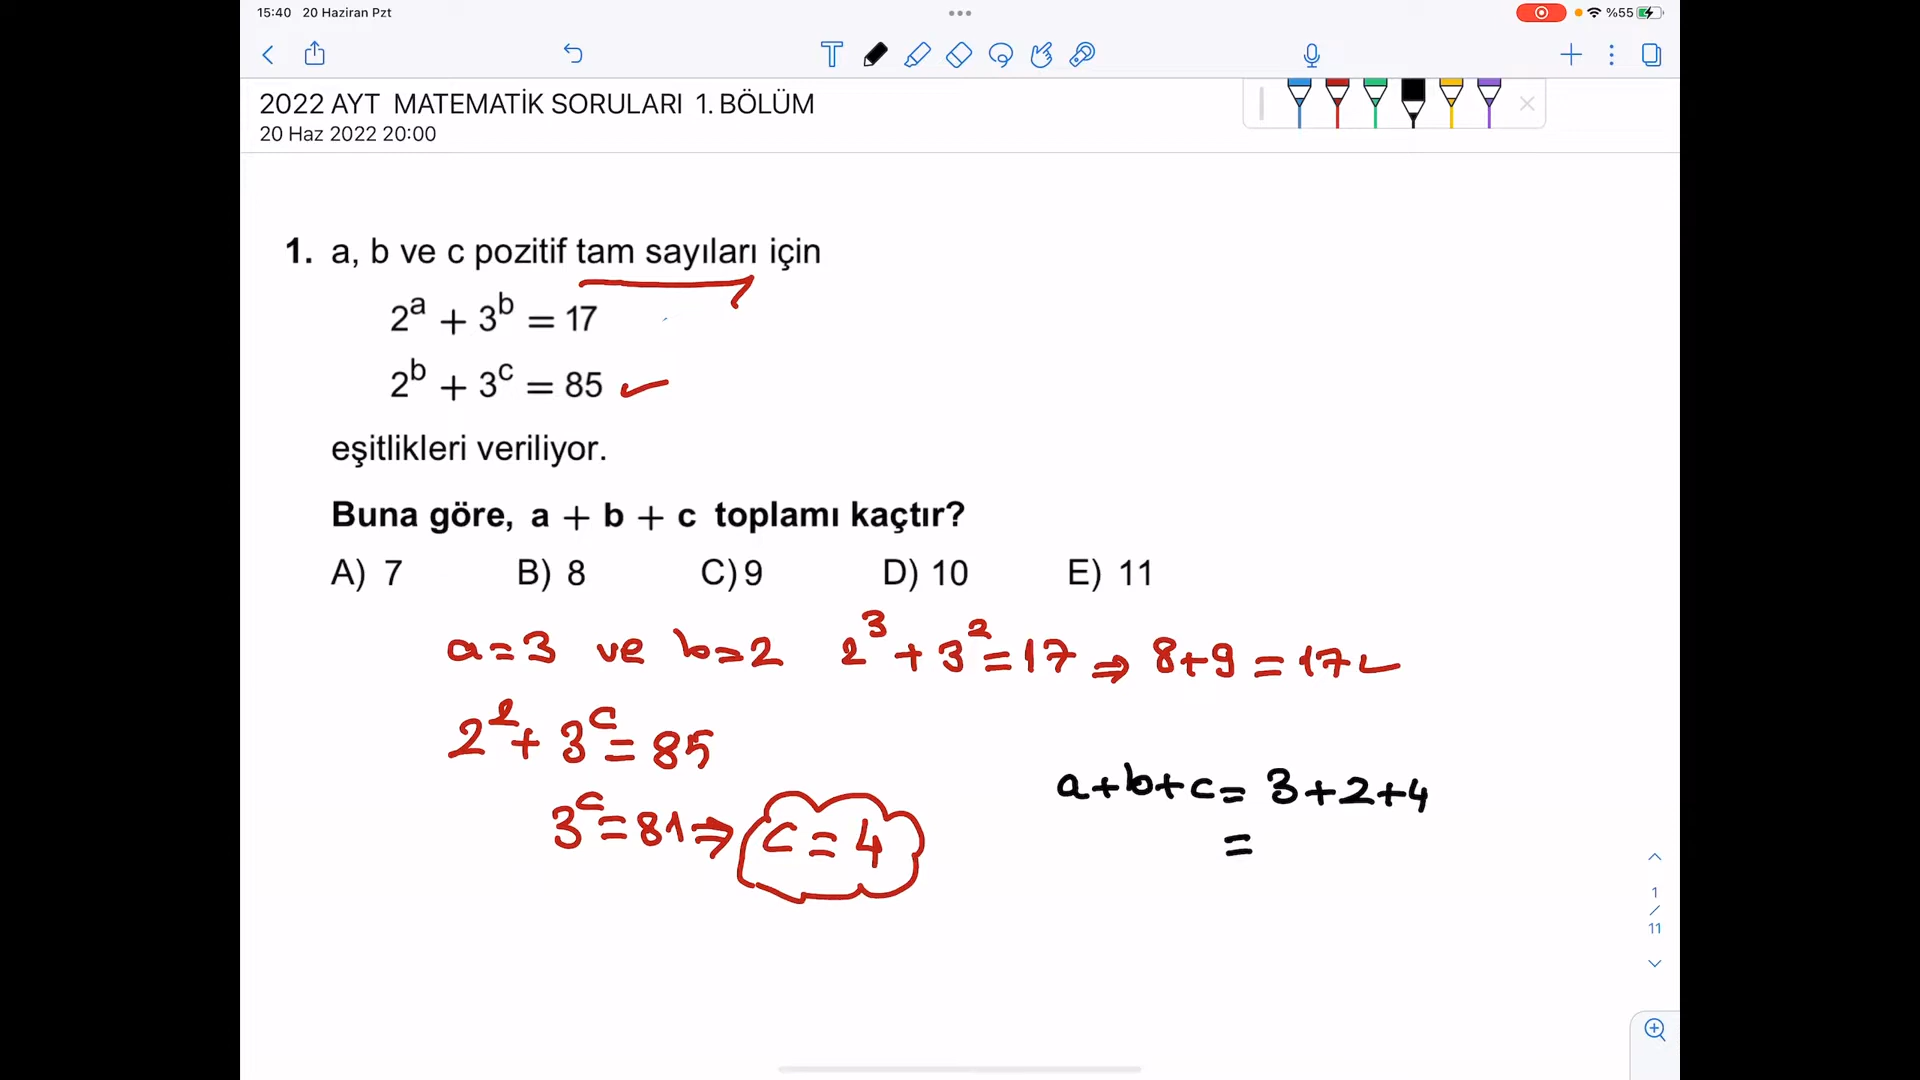 15:40 20 Haziran Pzt
%55
2022 AYT MATEMATİK SORULARI 1. BÖLÜM
20 Haz 2022 20:00
1. a, b ve c pozitif tam sayıları için
2^a + 3^b = 17
2^b + 3^c = 85
eşitlikleri veriliyor.
Buna göre, a + b + c toplamı kaçtır?
A) 7 B) 8 C) 9 D) 10 E) 11
a=3 ve b=2 2^3 + 3^2 = 17 ⇒ 8+9 = 17 ✓
2^2 + 3^c = 85
3^c = 81 ⇒ c = 4
a+b+c = 3+2+4
=
1
/
11